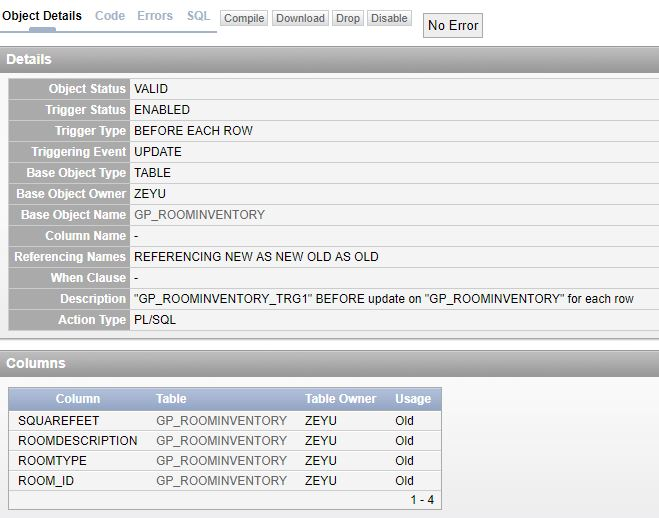 Object Details Code Errors SQL Compile Download Drop Disable No Error
Details
Object Status VALID
Trigger Status ENABLED
Trigger Type BEFORE EACH ROW
Triggering Event UPDATE
Base Object Type TABLE
Base Object Owner ZEYU
Base Object Name GP_ROOMINVENTORY
Column Name -
Referencing Names REFERENCING NEW AS NEW OLD AS OLD
When Clause -
Description "GP_ROOMINVENTORY_TRG1" BEFORE update on "GP_ROOMINVENTORY" for each row
Action Type PL/SQL
Columns
Column Table Table Owner Usage
SQUAREFEET GP_ROOMINVENTORY ZEYU Old
ROOMDESCRIPTION GP_ROOMINVENTORY ZEYU Old
ROOMTYPE GP_ROOMINVENTORY ZEYU Old
ROOM_ID GP_ROOMINVENTORY ZEYU Old
1 - 4